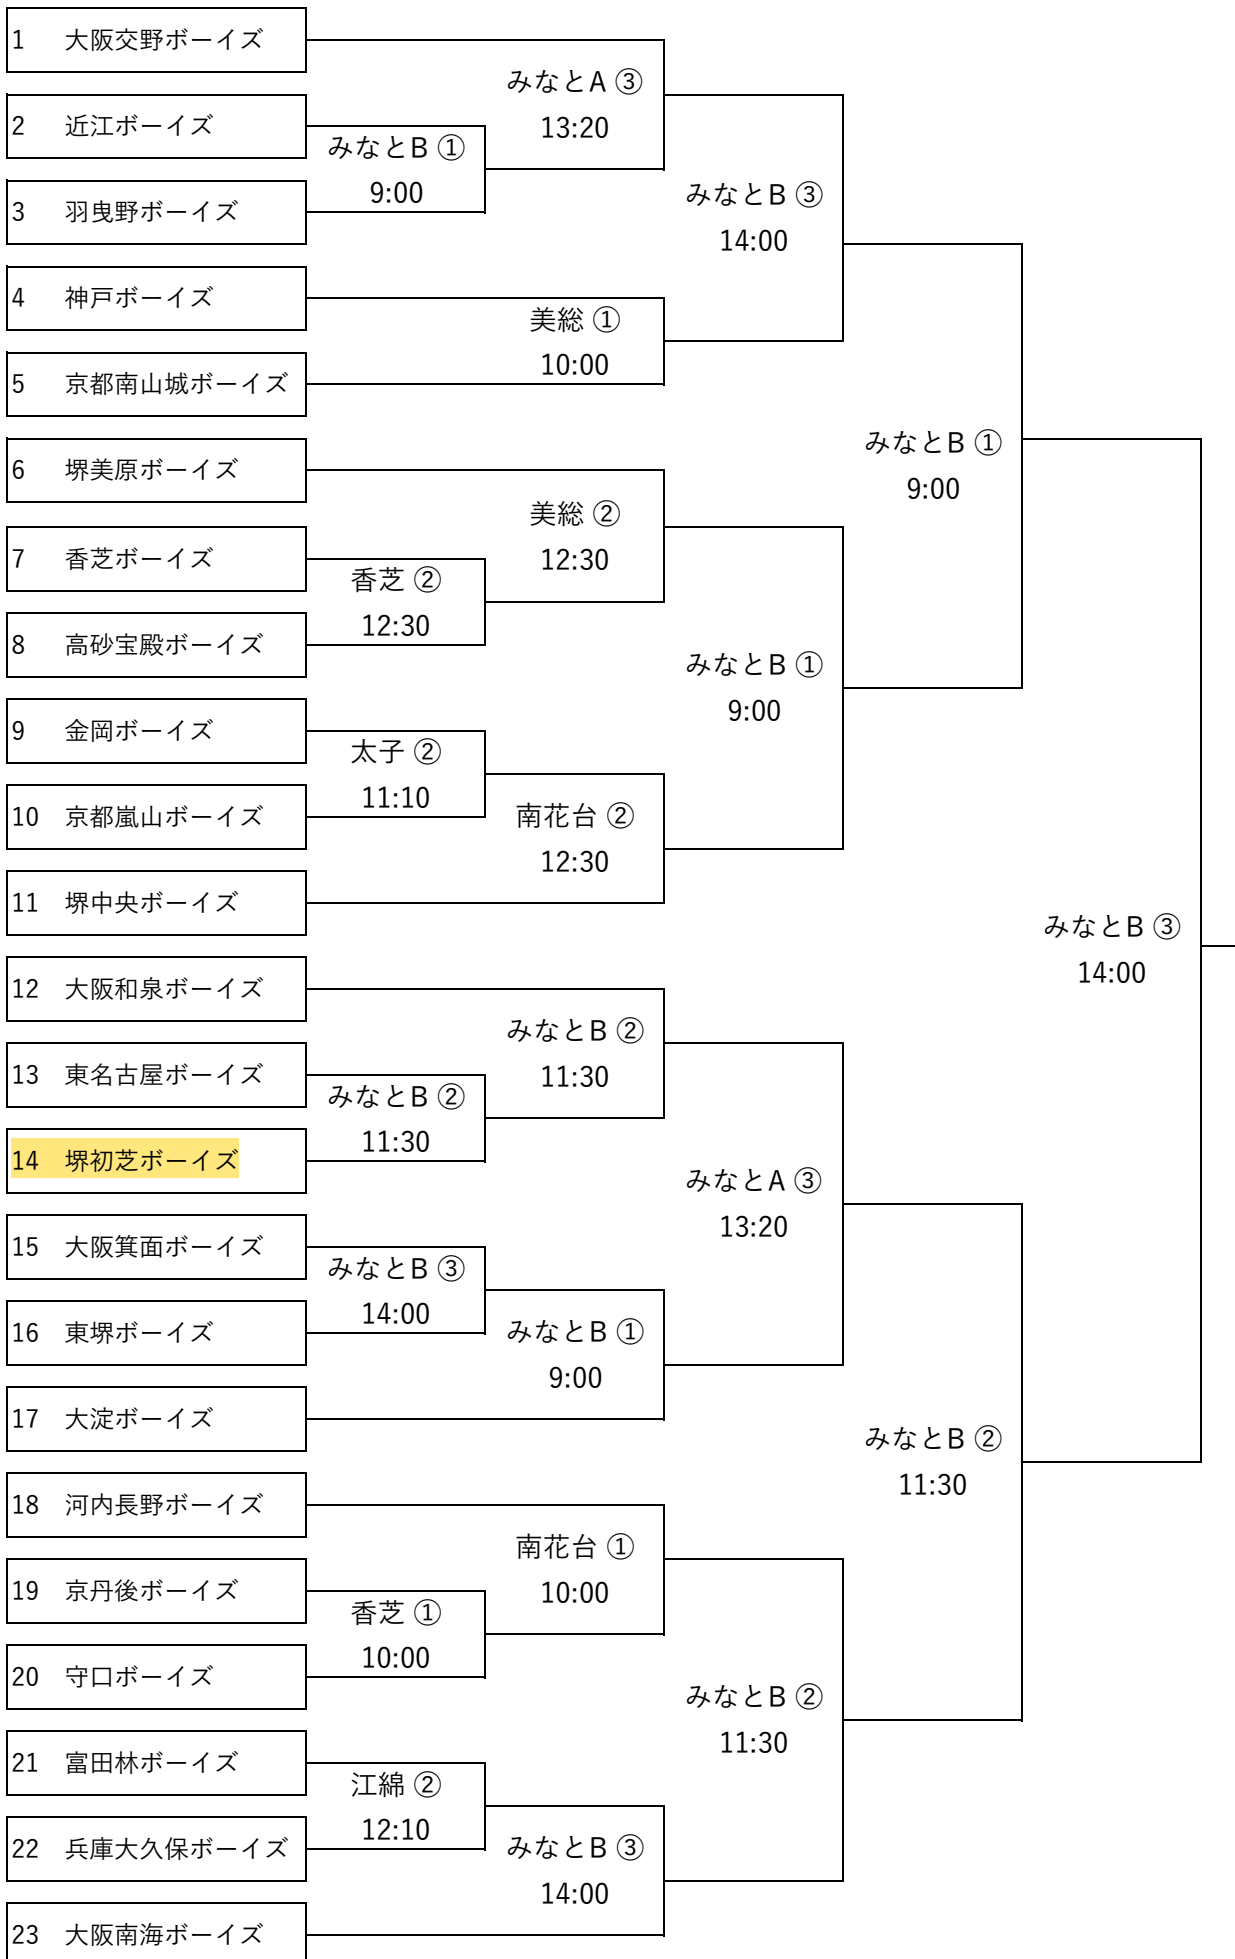 1 大阪交野ボーイズ
2 近江ボーイズ
3 羽曳野ボーイズ
4 神戸ボーイズ
5 京都南山城ボーイズ
6 堺美原ボーイズ
7 香芝ボーイズ
8 高砂宝殿ボーイズ
9 金岡ボーイズ
10 京都嵐山ボーイズ
11 堺中央ボーイズ
12 大阪和泉ボーイズ
13 東名古屋ボーイズ
14 堺初芝ボーイズ
15 大阪箕面ボーイズ
16 東堺ボーイズ
17 大淀ボーイズ
18 河内長野ボーイズ
19 京丹後ボーイズ
20 守口ボーイズ
21 富田林ボーイズ
22 兵庫大久保ボーイズ
23 大阪南海ボーイズ
みなとB ①
9:00
香芝 ②
12:30
太子 ②
11:10
みなとB ②
11:30
みなとB ③
14:00
香芝 ①
10:00
江綿 ②
12:10
みなとA ③
13:20
美総 ①
10:00
美総 ②
12:30
南花台 ②
12:30
みなとB ②
11:30
みなとB ①
9:00
南花台 ①
10:00
みなとB ③
14:00
みなとB ③
14:00
みなとB ①
9:00
みなとA ③
13:20
みなとB ②
11:30
みなとB ①
9:00
みなとB ②
11:30
みなとB ③
14:00